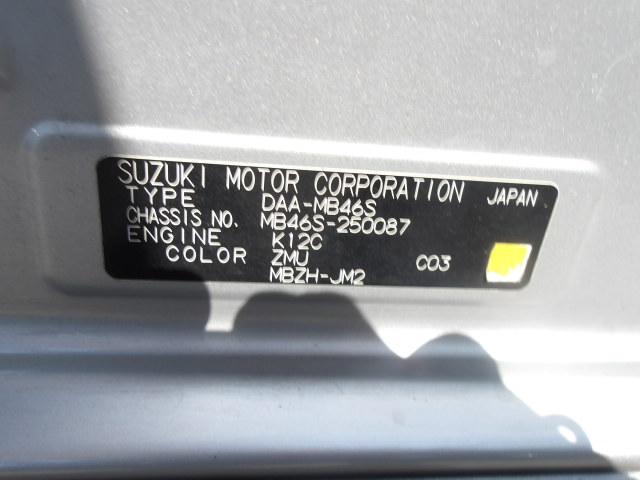 SUZUKI MOTOR CORPORATION JAPAN
TYPE DAA-MB46S
CHASSIS NO. MB46S-250087
ENGINE K12C
COLOR ZMU C03
MBZH-JM2